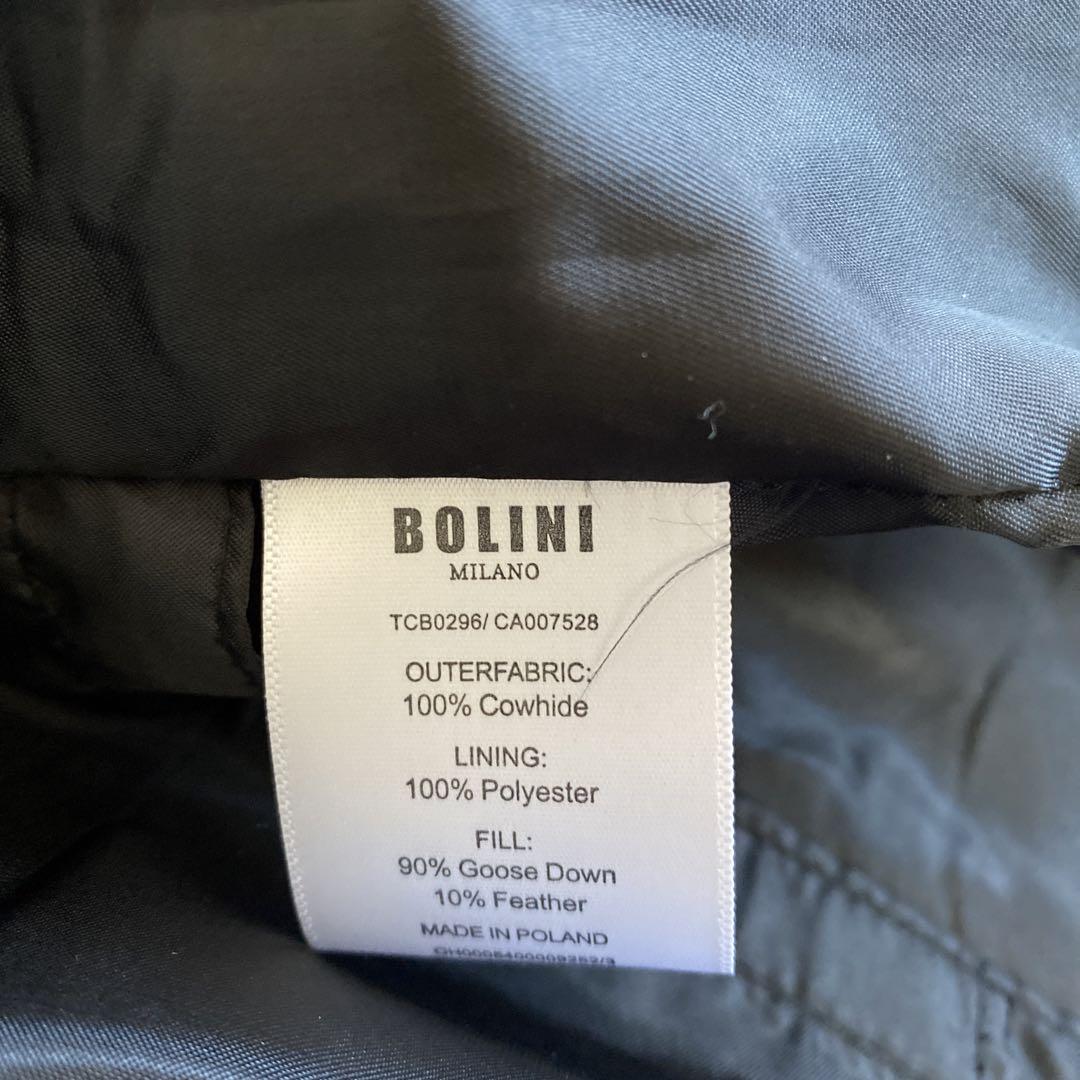 BOLINI
MILANO
TCB0296/ CA007528
OUTERFABRIC:
100% Cowhide
LINING:
100% Polyester
FILL:
90% Goose Down
10% Feather
MADE IN POLAND